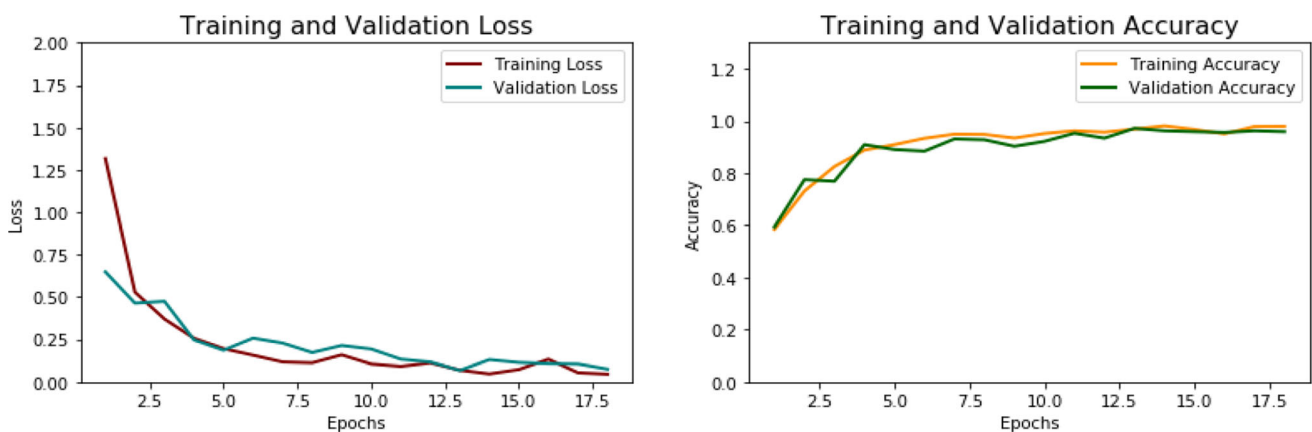 Training and Validation Loss
2.00
1.75
1.50
1.25
1.00
0.75
0.50
0.25
0.00
Loss
Training Loss
Validation Loss
2.5 5.0 7.5 10.0 12.5 15.0 17.5
Epochs
Training and Validation Accuracy
1.2
1.0
0.8
0.6
0.4
0.2
0.0
Accuracy
Training Accuracy
Validation Accuracy
2.5 5.0 7.5 10.0 12.5 15.0 17.5
Epochs